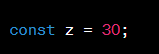 const z = 30;